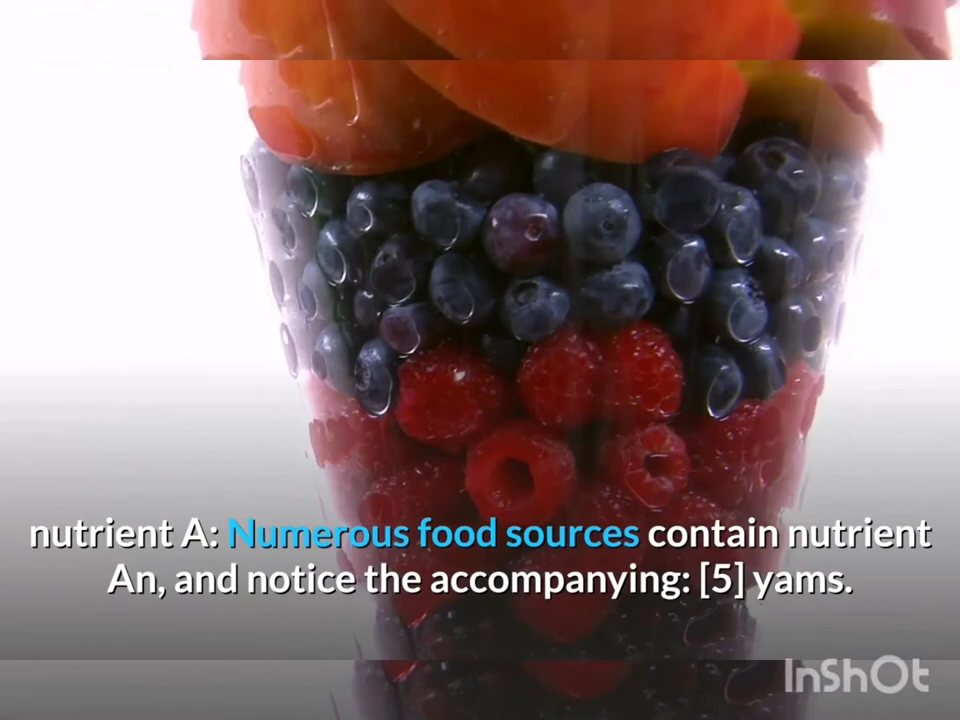 nutrient A: Numerous food sources contain nutrient
An, and notice the accompanying: [5] yams.
InShOt